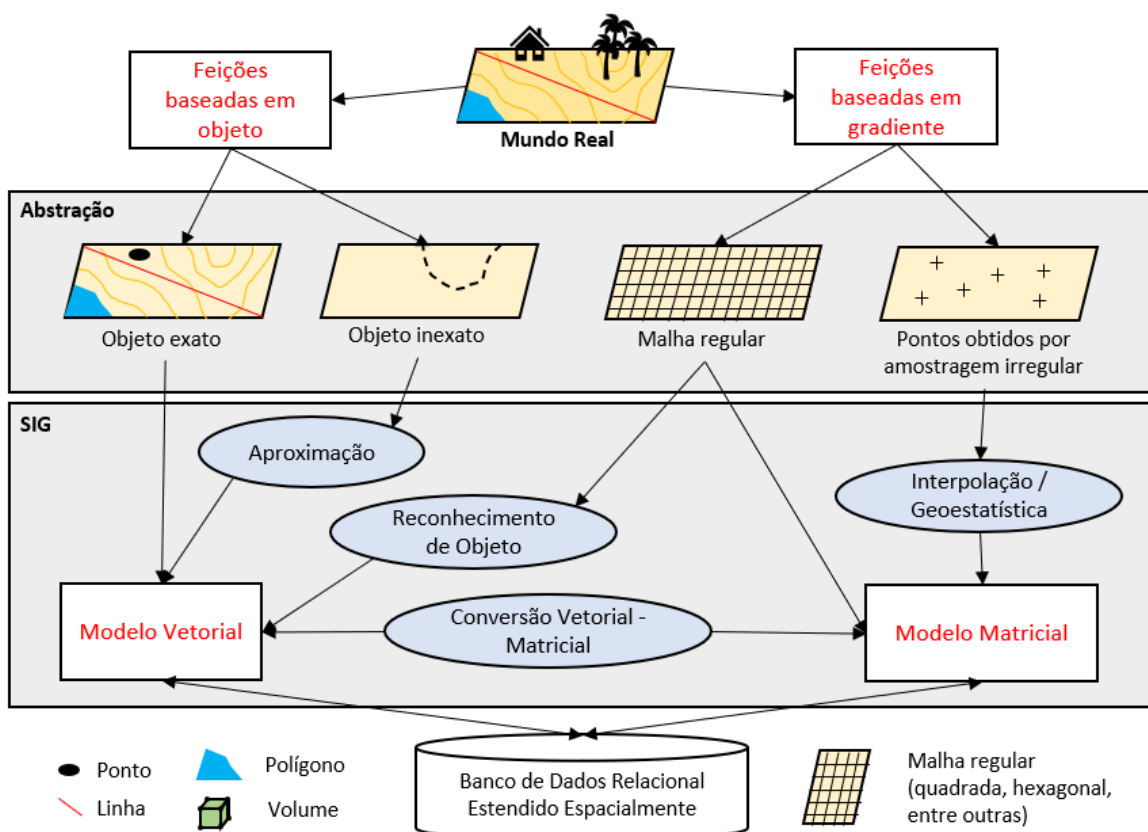 Feições
baseadas em
objeto
Mundo Real
Feições
baseadas em
gradiente
Abstração
Objeto exato
Objeto inexato
Malha regular
Pontos obtidos por
amostragem irregular
SIG
Aproximação
Interpolação /
Geoestatística
Reconhecimento
de Objeto
Modelo Vetorial
Conversão Vetorial -
Matricial
Modelo Matricial
Ponto
Linha
Polígono
Volume
Banco de Dados Relacional
Estendido Espacialmente
Malha regular
(quadrada, hexagonal,
entre outras)